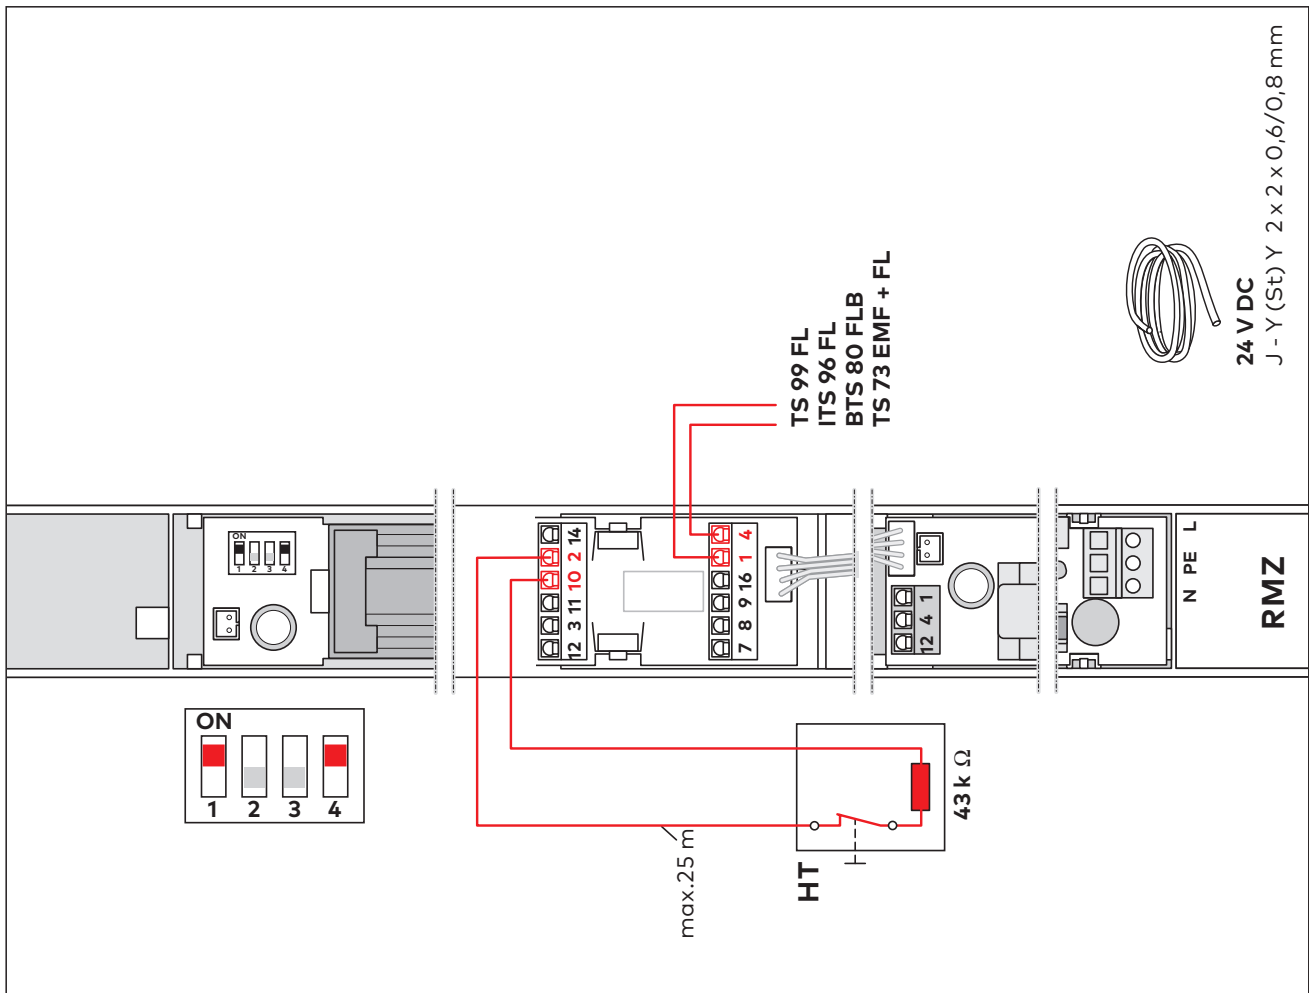 ON
1 2 3 4
ON
1 2 3 4
12 3 11 10 2 14
7 8 9 16 1 4
12 4 1
N PE L
RMZ
TS 99 FL
ITS 96 FL
BTS 80 FLB
TS 73 EMF + FL
24 V DC
J - Y (St) Y 2 x 2 x 0,6/0,8 mm
max.25 m
HT
43 k Ω